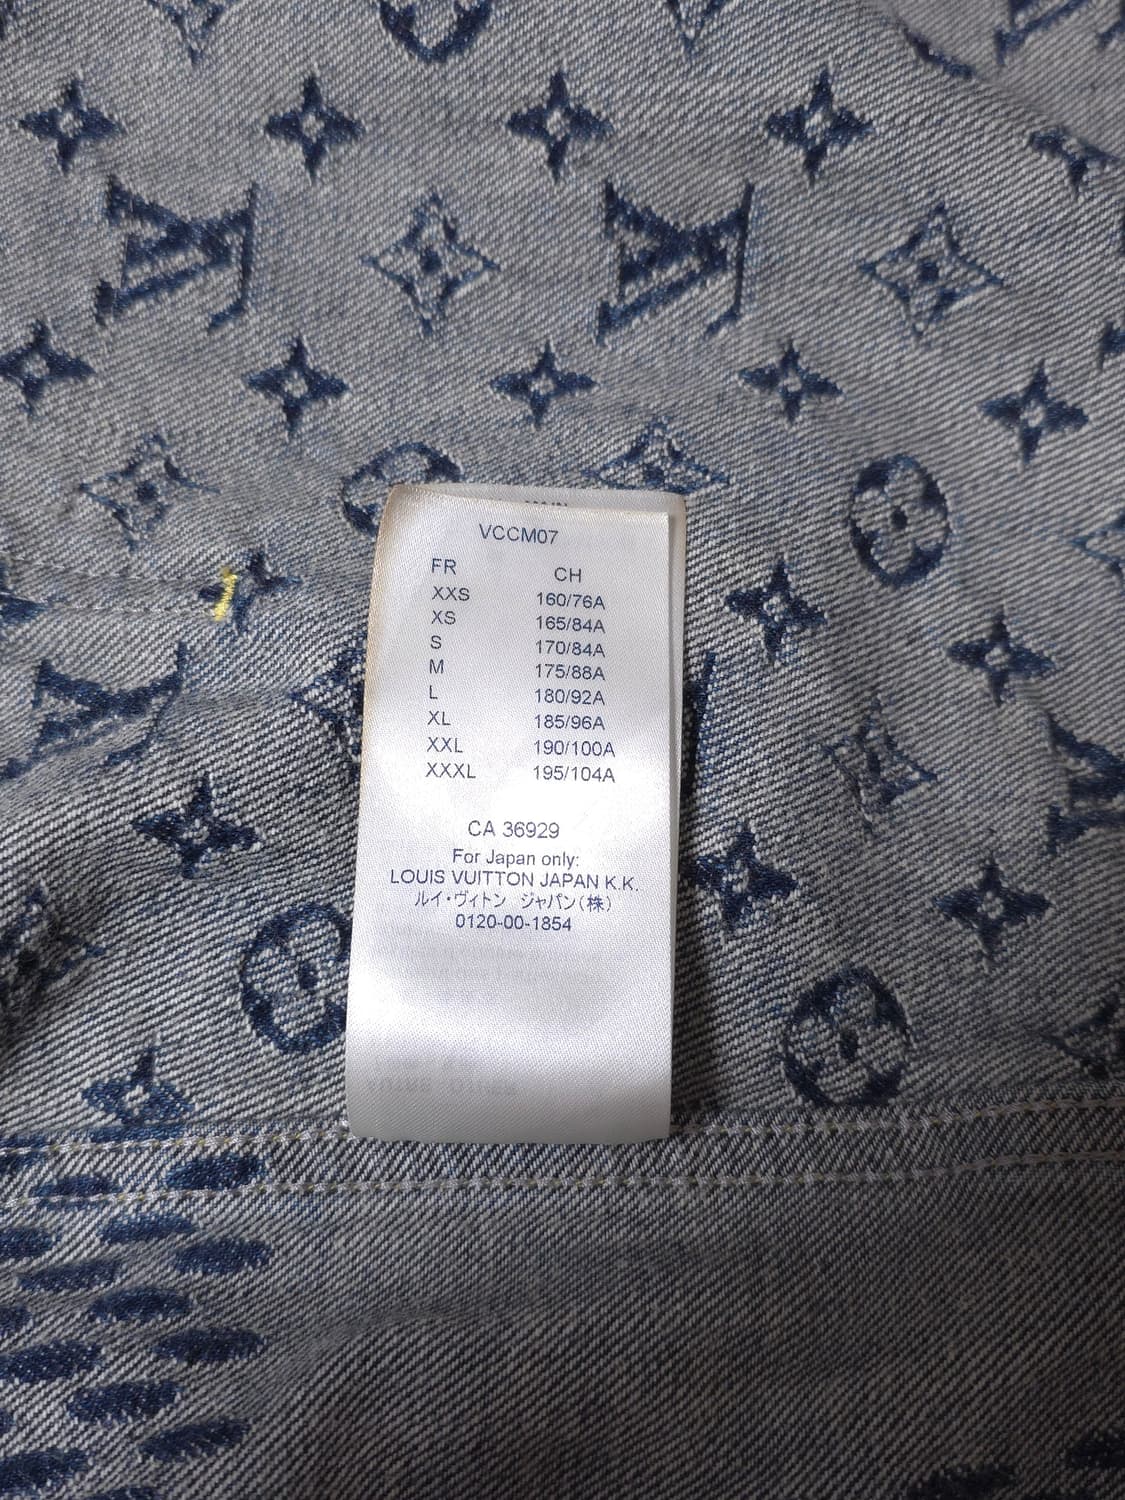 VCCM07
FR CH
XXS 160/76A
XS 165/84A
S 170/84A
M 175/88A
L 180/92A
XL 185/96A
XXL 190/100A
XXXL 195/104A
CA 36929
For Japan only:
LOUIS VUITTON JAPAN K.K.
ルイ・ヴィトン ジャパン(株)
0120-00-1854